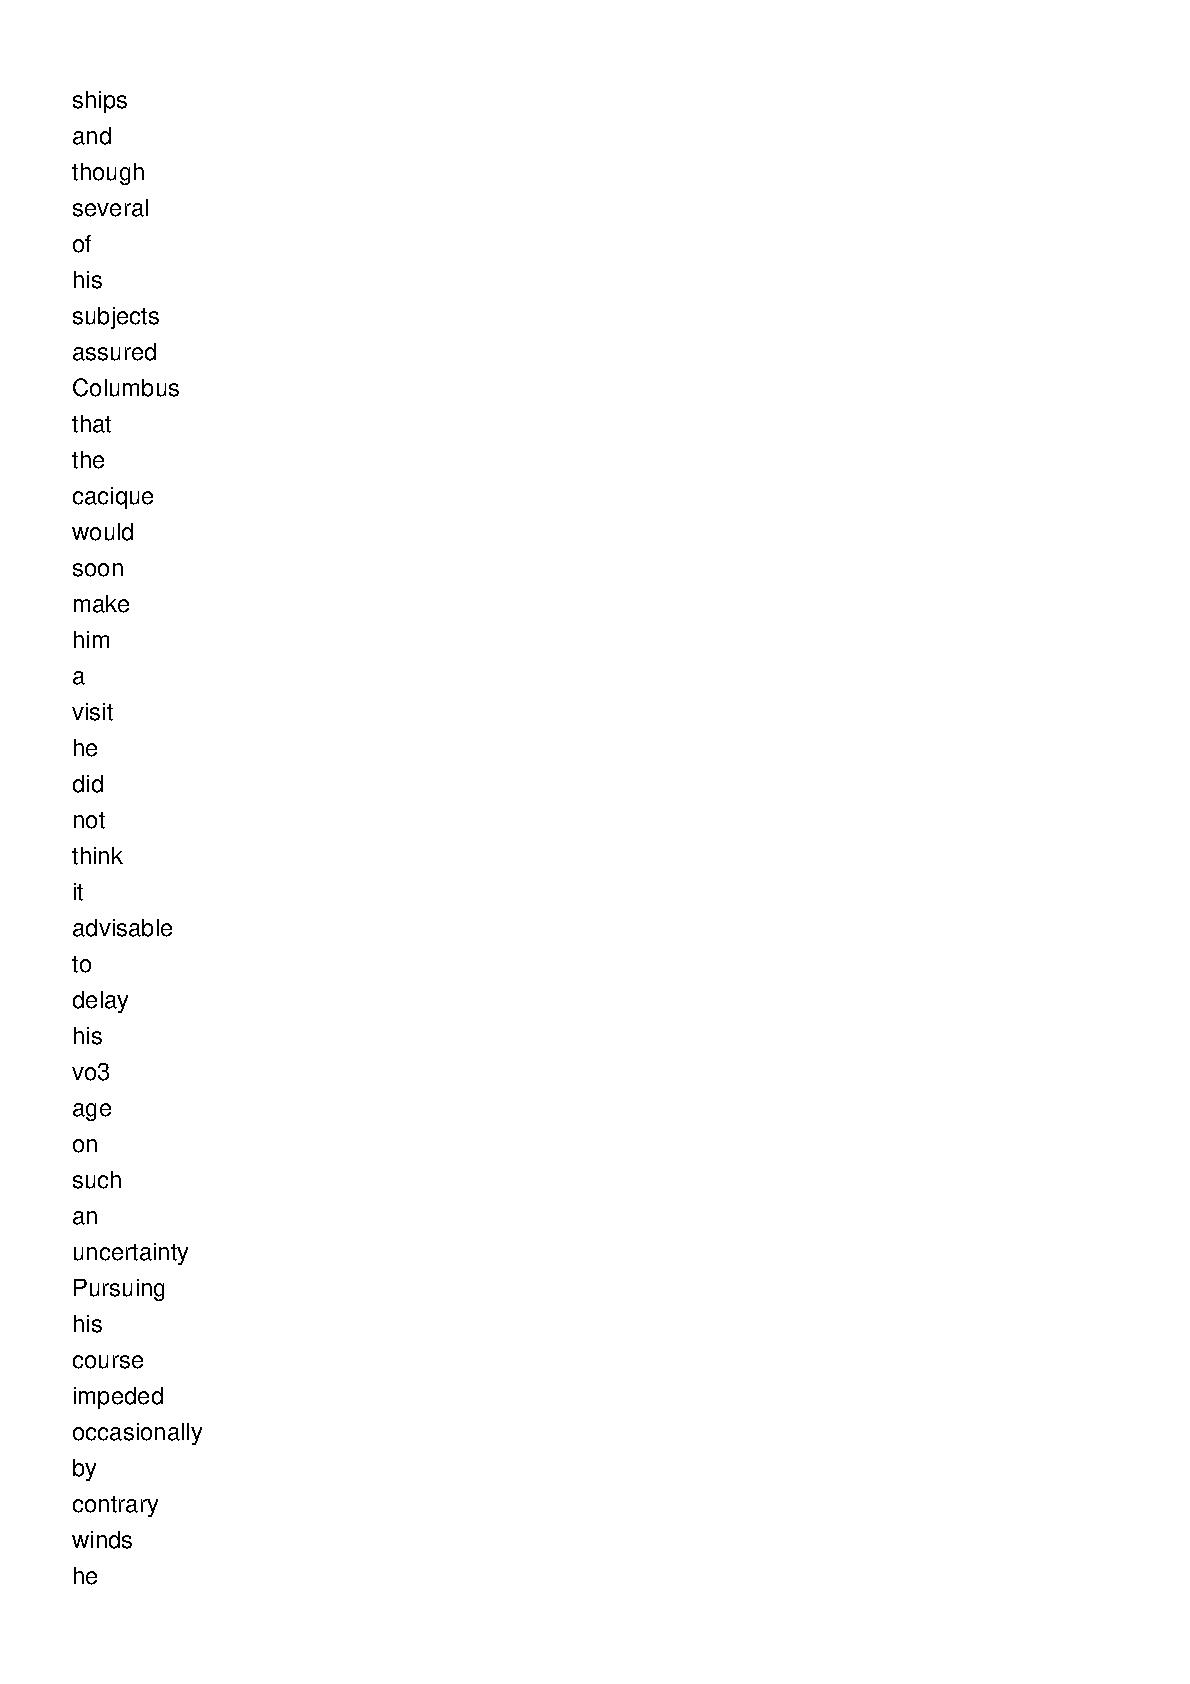 ships
and
though
several
of
his
subjects
assured
Columbus
that
the
cacique
would
soon
make
him
a
visit
he
did
not
think
it
advisable
to
delay
his
vo3
age
on
such
an
uncertainty
Pursuing
his
course
impeded
occasionally
by
contrary
winds
he